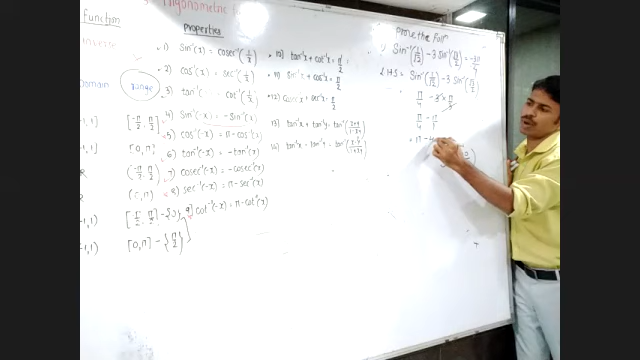 Trigonometric
function
properties
Domain
Range
1) sin⁻¹(x) = cosec⁻¹(1/x)
2) cos⁻¹(x) = sec⁻¹(1/x)
3) tan⁻¹( = cot⁻¹(1/x)
4) sin⁻¹(-x) = -sin⁻¹(x)
5) cos⁻¹(-x) = π-cos⁻¹(x)
6) tan⁻¹(-x) = -tan⁻¹(x)
7) cosec⁻¹(-x) = -cosec⁻¹(x)
8) sec⁻¹(-x) = π-sec⁻¹(x)
9] cot⁻¹(-x) = π-cot⁻¹(x)
[-π/2, π/2]
[0,π]
(-π/2, π/2)
(0,π)
[-π/2, π/2] - {0}
[0,π] - {π/2}
10) tan⁻¹x + cot⁻¹x = π/2
11) sin⁻¹x + cos⁻¹x = π/2
12) cosec⁻¹x + sec⁻¹x = π/2
13) tan⁻¹x + tan⁻¹y = tan⁻¹(x+y/1-xy)
14) tan⁻¹x - tan⁻¹y = tan⁻¹(x-y/1+xy)
Prove the foll
1) sin⁻¹(1/√2) - 3 sin⁻¹(√3/2) = -3π/4
LHS = sin⁻¹(1/√2) - 3 sin⁻¹(√3/2)
π/4 - 3 × π/3
π/4 - π
= π - 4